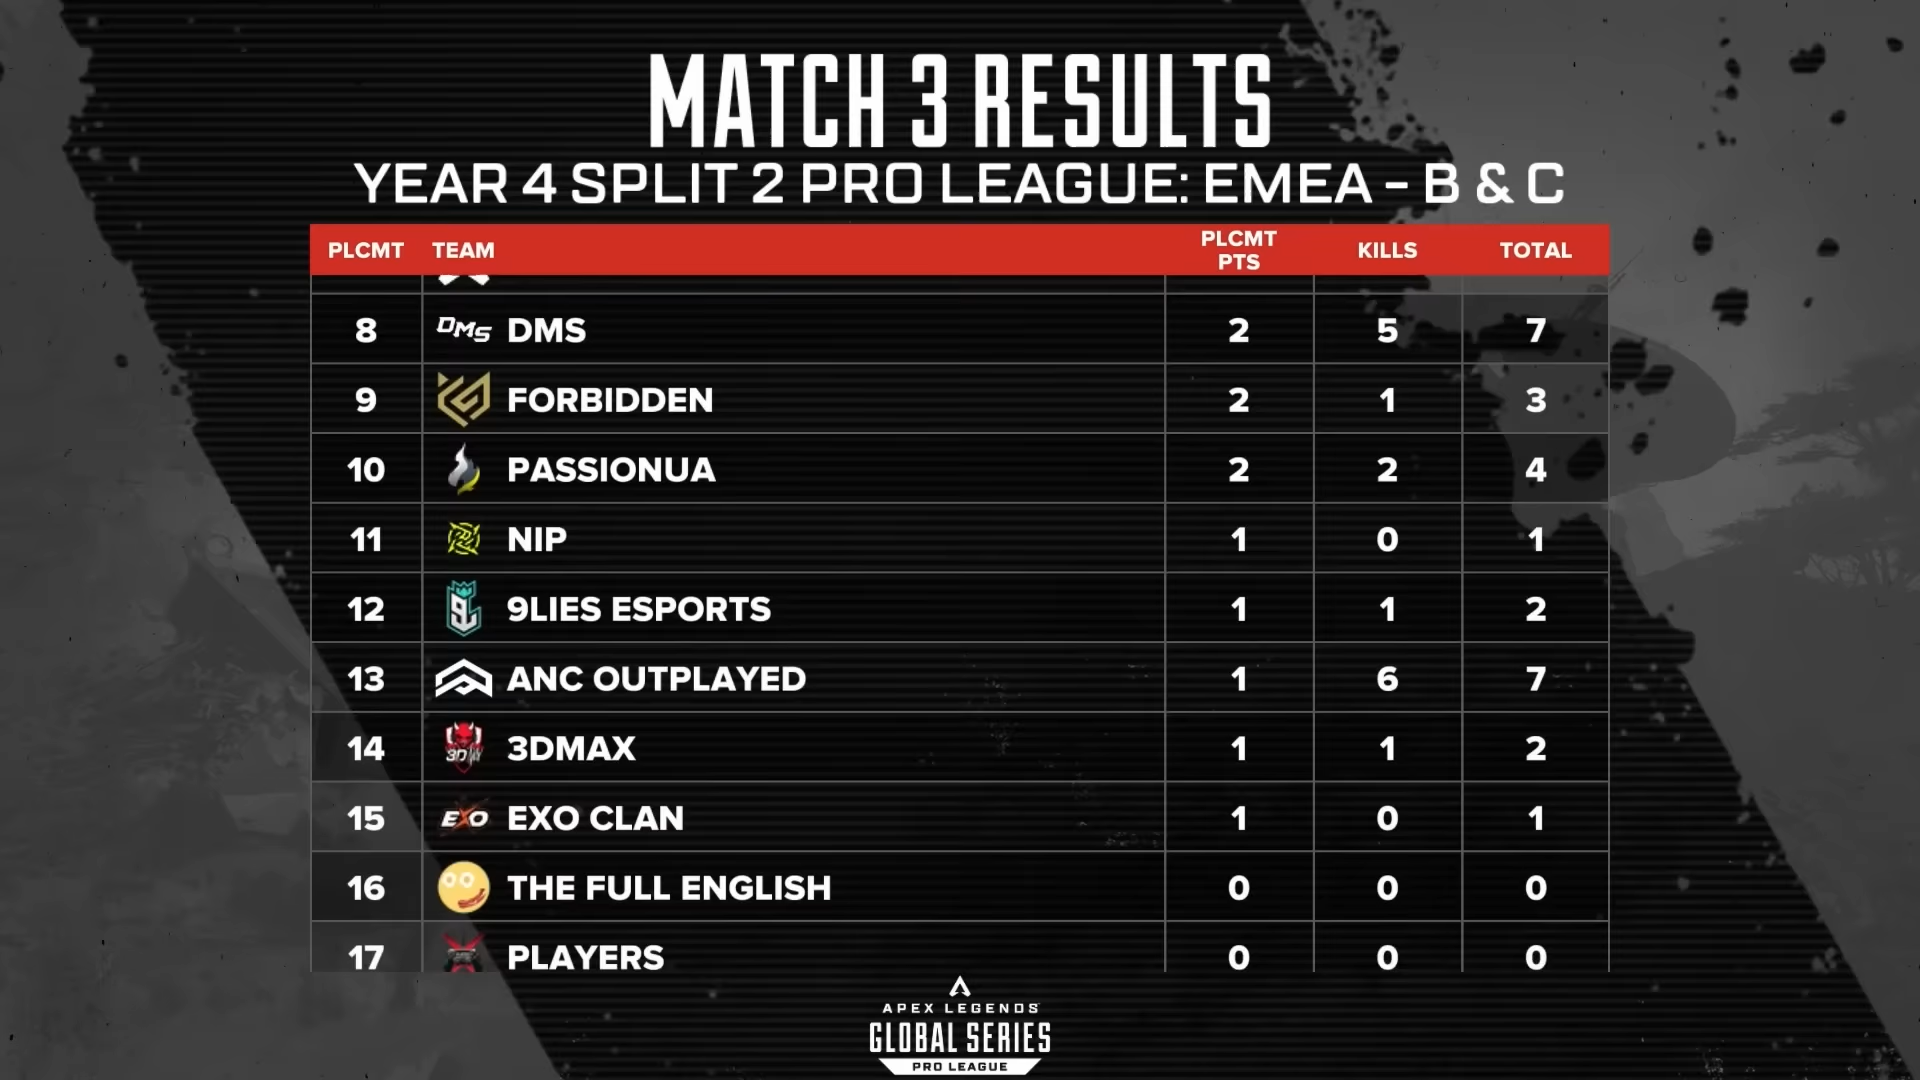 MATCH 3 RESULTS
YEAR 4 SPLIT 2 PRO LEAGUE: EMEA - B & C
PLCMT TEAM PLCMT PTS KILLS TOTAL
8 DMS DMS 2 5 7
9 FORBIDDEN 2 1 3
10 PASSIONUA 2 2 4
11 NIP 1 0 1
12 9L 9LIES ESPORTS 1 1 2
13 ANC OUTPLAYED 1 6 7
14 3DMAX 1 1 2
15 EXO EXO CLAN 1 0 1
16 THE FULL ENGLISH 0 0 0
17 PLAYERS 0 0 0
APEX LEGENDS
GLOBAL SERIES
PRO LEAGUE